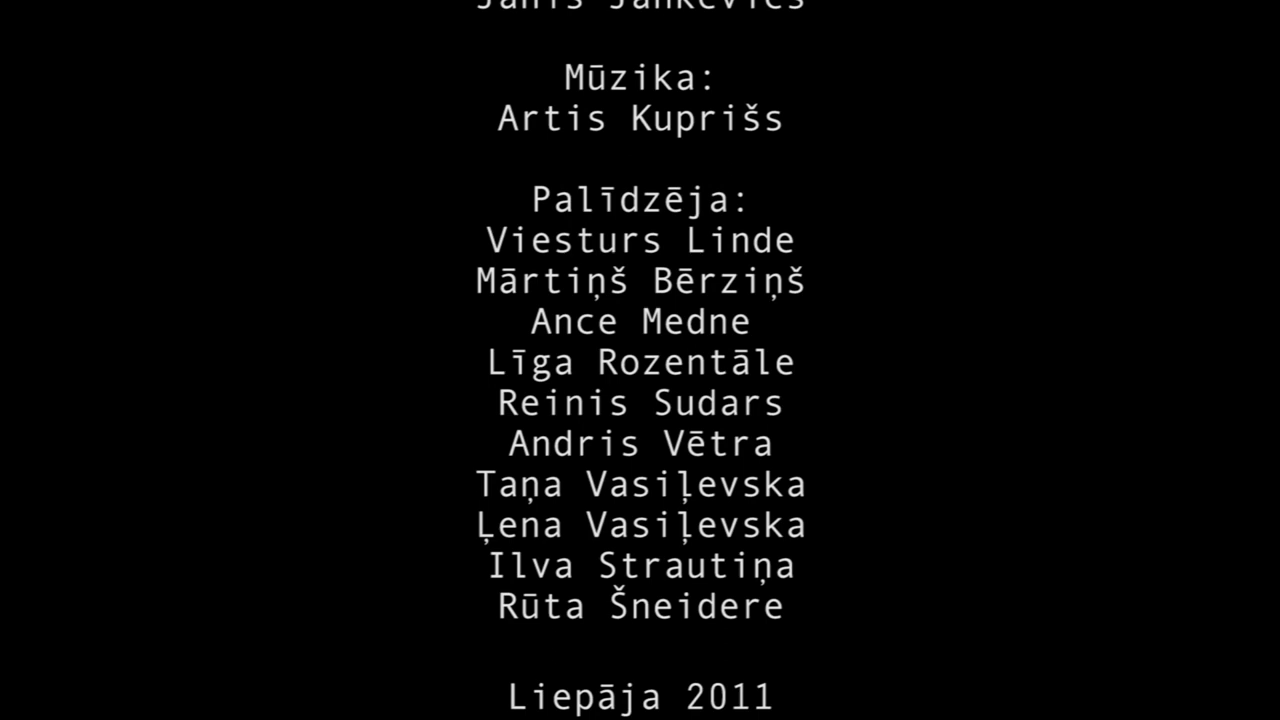 Mūzika:
Artis Kuprišs
Palīdzēja:
Viesturs Linde
Mārtiņš Bērziņš
Ance Medne
Līga Rozentāle
Reinis Sudars
Andris Vētra
Taņa Vasiļevska
Ļena Vasiļevska
Ilva Strautiņa
Rūta Šneidere
Liepāja 2011